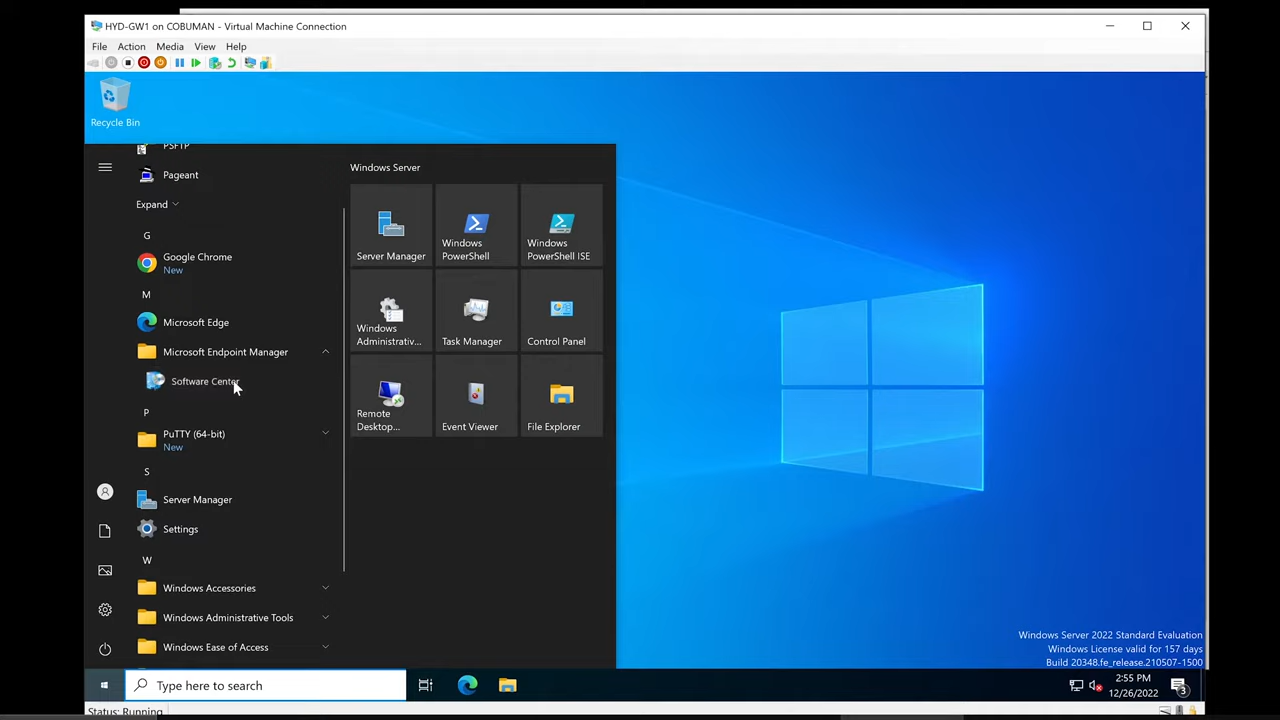 HYD-GW1 on COBUMAN - Virtual Machine Connection
File Action Media View Help
Recycle Bin
PSFTP
Pageant
Expand
G
Google Chrome
New
M
Microsoft Edge
Microsoft Endpoint Manager
Software Center
P
PuTTY (64-bit)
New
S
Server Manager
Settings
W
Windows Accessories
Windows Administrative Tools
Windows Ease of Access
Windows Server
Server Manager
Windows
PowerShell
Windows
PowerShell ISE
Windows
Administrativ...
Task Manager
Control Panel
Remote
Desktop...
Event Viewer
File Explorer
Windows Server 2022 Standard Evaluation
Windows License valid for 157 days
Build 20348.fe_release.210507-1500
Type here to search
2:55 PM
12/26/2022
3
Status: Running